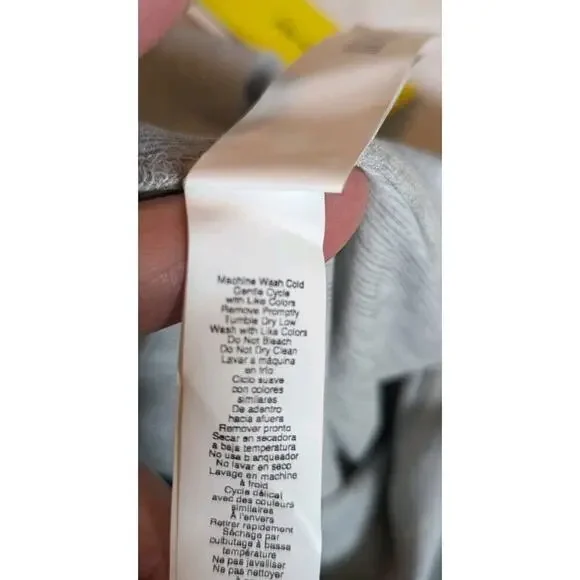 Machine Wash Cold
Gentle Cycle
with Like Colors
Remove Promptly
Tumble Dry Low
Wash with Like Colors
Do Not Bleach
Do Not Dry Clean
Lavar a máquina
en frío
Ciclo suave
con colores
similares
De adentro
hacia afuera
Remover pronto
Secar en secadora
a baja temperatura
No usa blanqueador
No lavar en seco
Lavage en machine
à froid
Cycle délicat
avec des couleurs
similaires
À l'envers
Retirer rapidement
Séchage par
culbutage à basse
température
Ne pas javelliser
Ne pas nettoyer